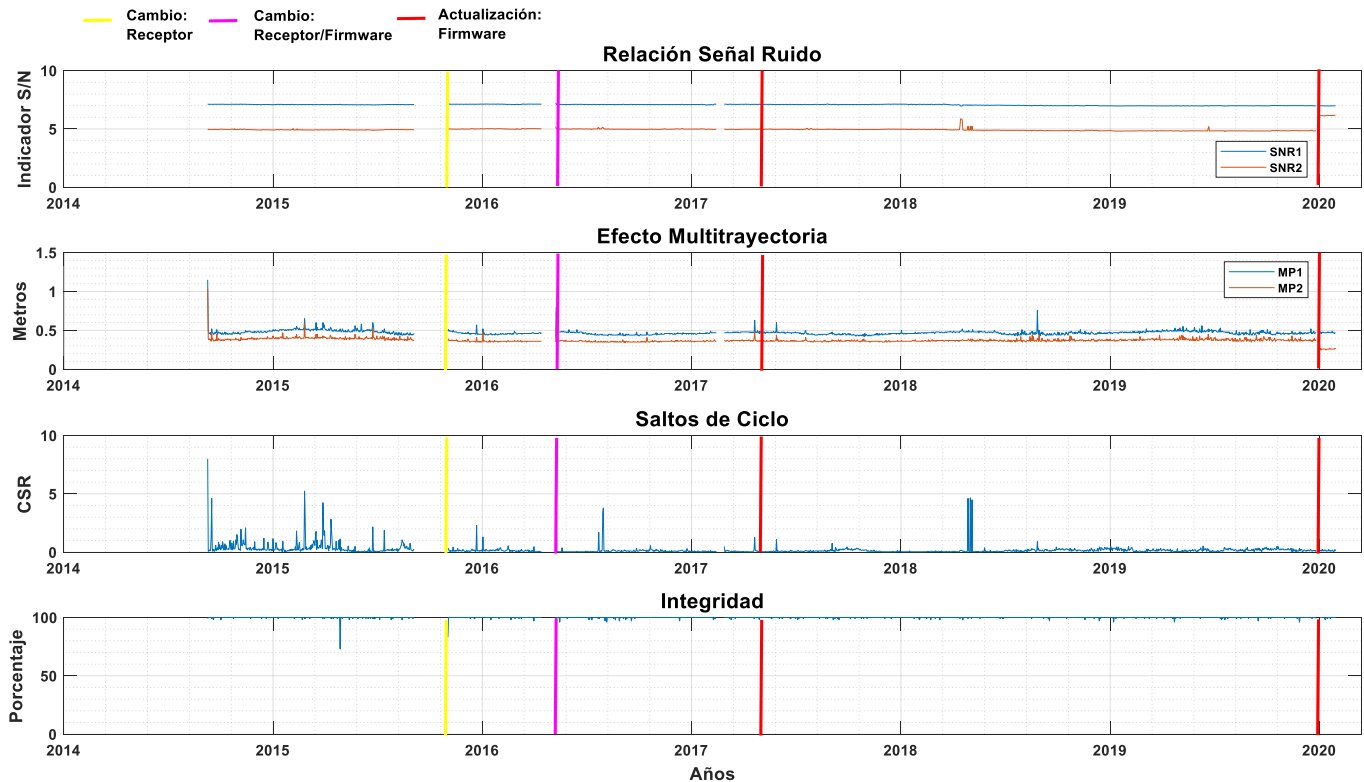 Cambio:
Receptor
Cambio:
Receptor/Firmware
Actualización:
Firmware
Relación Señal Ruido
Indicador S/N
10
5
0
SNR1
SNR2
2014 2015 2016 2017 2018 2019 2020
Efecto Multitrayectoria
Metros
1.5
1
0.5
0
MP1
MP2
2014 2015 2016 2017 2018 2019 2020
Saltos de Ciclo
CSR
10
5
0
2014 2015 2016 2017 2018 2019 2020
Integridad
Porcentaje
100
50
0
2014 2015 2016 2017 2018 2019 2020
Años